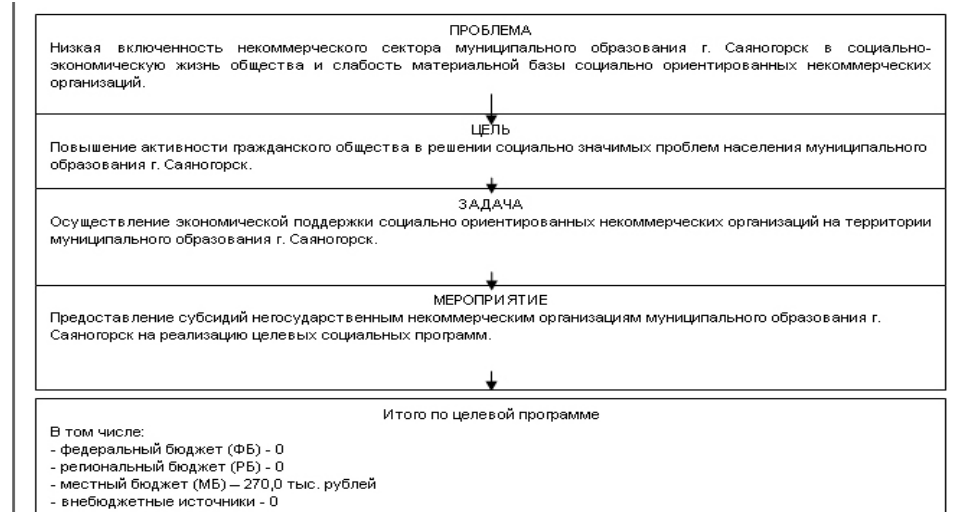 ПРОБЛЕМА
Низкая включенность некоммерческого сектора муниципального образования г. Саяногорск в социально-
экономическую жизнь общества и слабость материальной базы социально ориентированных некоммерческих
организаций.
ЦЕЛЬ
Повышение активности гражданского общества в решении социально значимых проблем населения муниципального
образования г. Саяногорск.
ЗАДАЧА
Осуществление экономической поддержки социально ориентированных некоммерческих организаций на территории
муниципального образования г. Саяногорск.
МЕРОПРИЯТИЕ
Предоставление субсидий негосударственным некоммерческим организациям муниципального образования г.
Саяногорск на реализацию целевых социальных программ.
Итого по целевой программе
В том числе:
- федеральный бюджет (ФБ) - 0
- региональный бюджет (РБ) - 0
- местный бюджет (МБ) – 270,0 тыс. рублей
- внебюджетные источники - 0